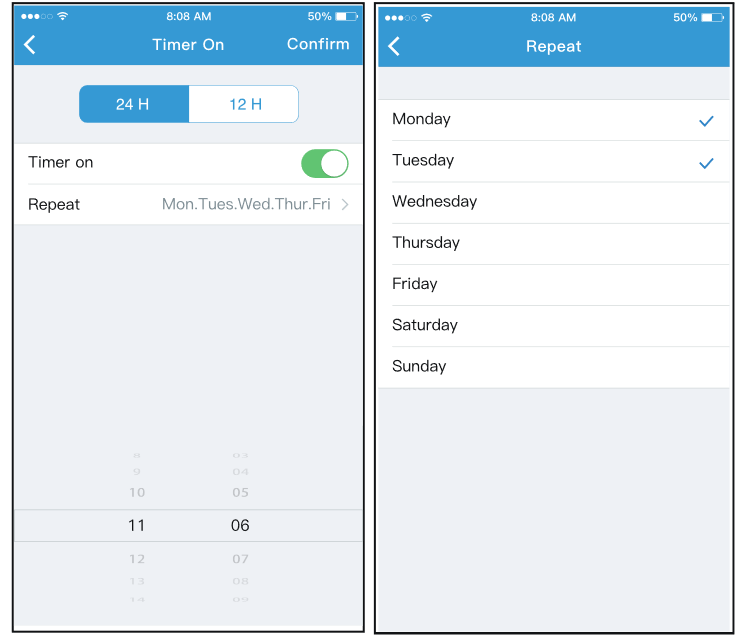 8:08 AM 50%
Timer On Confirm
24 H 12 H
Timer on
Repeat Mon.Tues.Wed.Thur.Fri
8 03
9 04
10 05
11 06
12 07
13 08
14 09
8:08 AM 50%
Repeat
Monday
Tuesday
Wednesday
Thursday
Friday
Saturday
Sunday